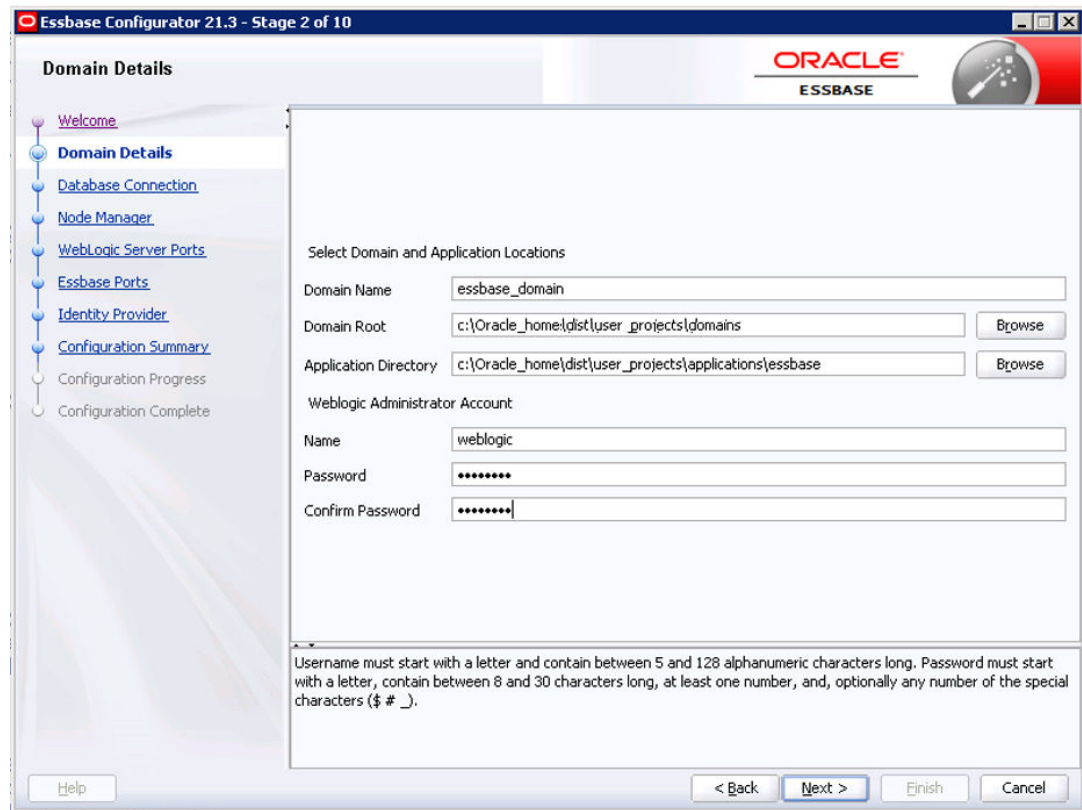 Essbase Configurator 21.3 - Stage 2 of 10
Domain Details
ORACLE
ESSBASE
Welcome
Domain Details
Database Connection
Node Manager
WebLogic Server Ports
Essbase Ports
Identity Provider
Configuration Summary
Configuration Progress
Configuration Complete
Select Domain and Application Locations
Domain Name essbase_domain
Domain Root c:\Oracle_home\dist\user_projects\domains Browse
Application Directory c:\Oracle_home\dist\user_projects\applications\essbase Browse
Weblogic Administrator Account
Name weblogic
Password ••••••••
Confirm Password ••••••••
Username must start with a letter and contain between 5 and 128 alphanumeric characters long. Password must start
with a letter, contain between 8 and 30 characters long, at least one number, and, optionally any number of the special
characters ($ # _).
Help < Back Next > Finish Cancel